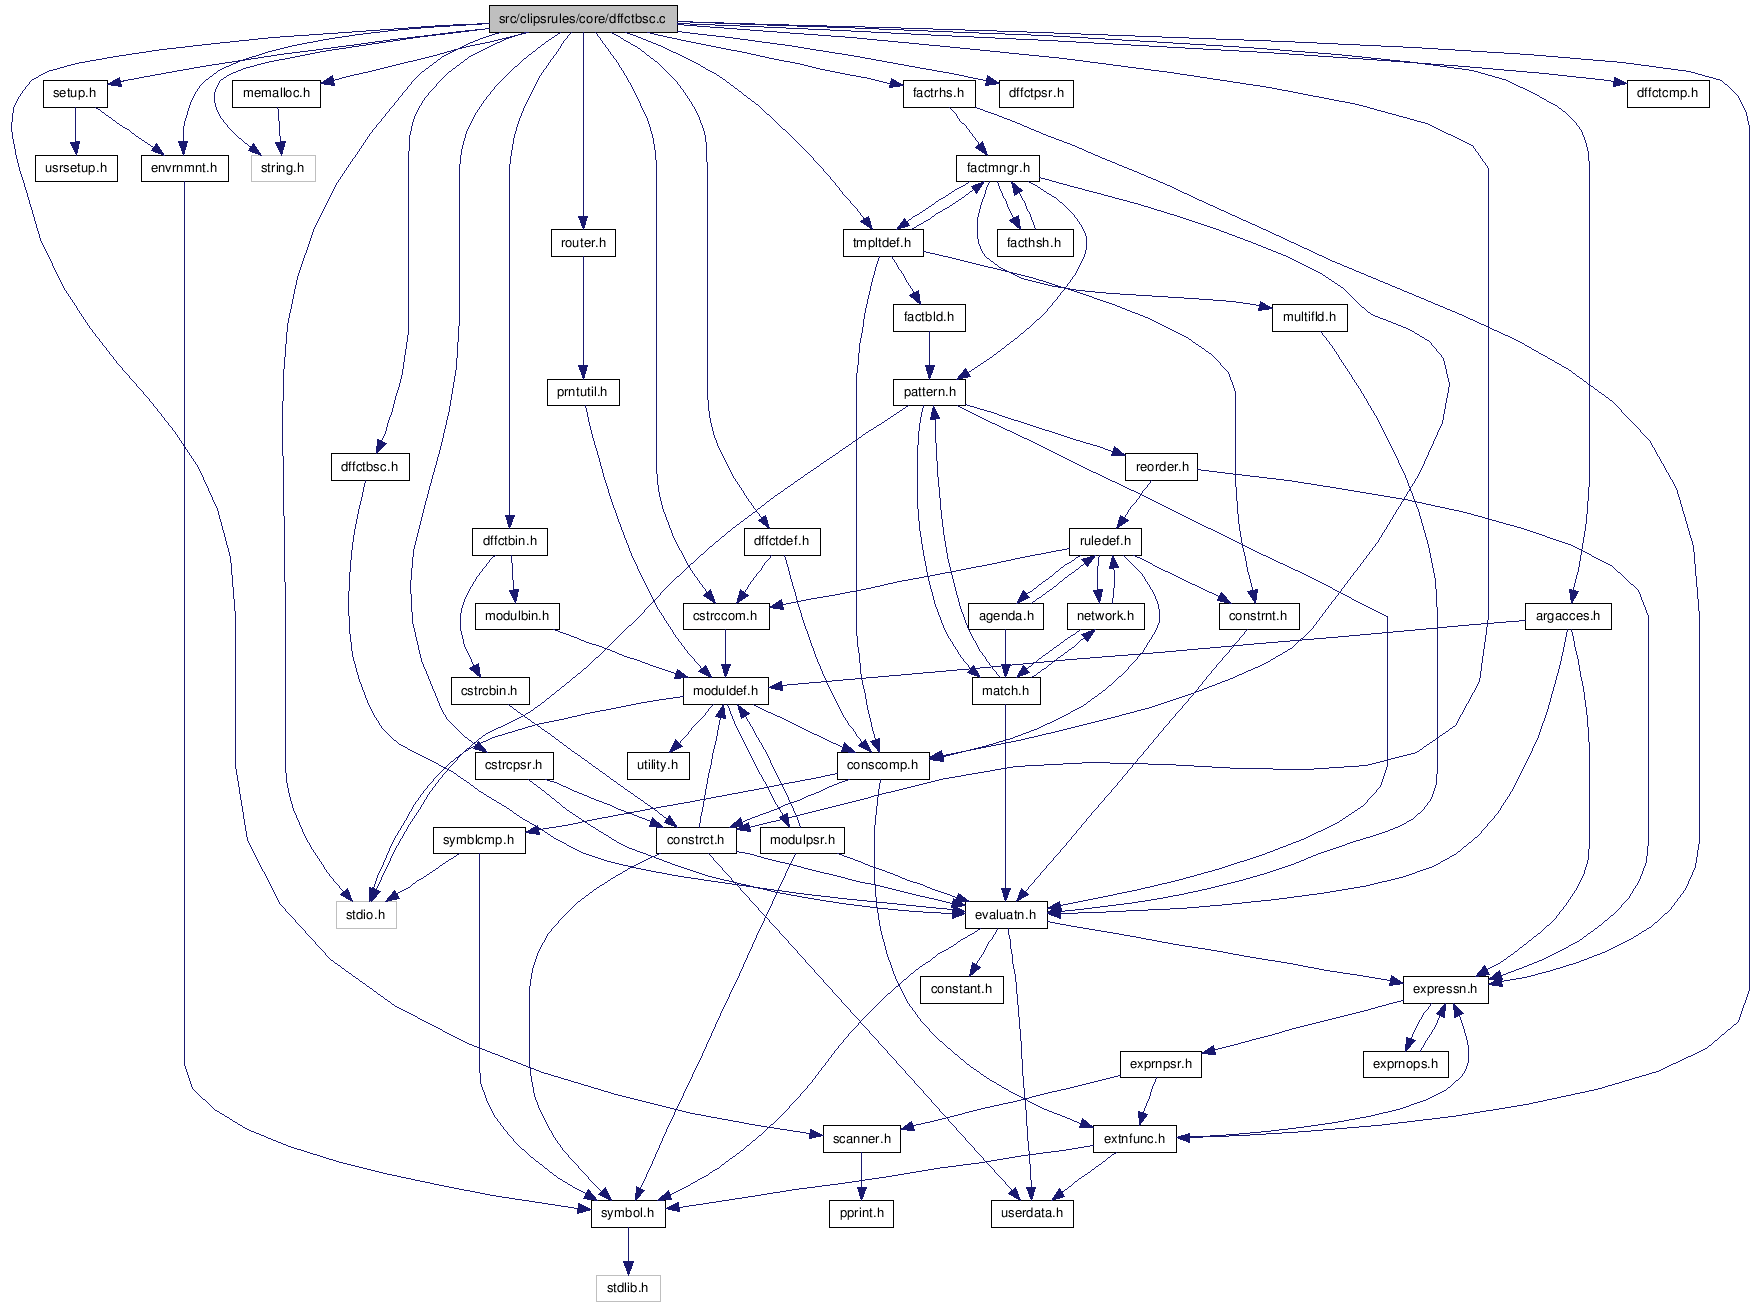 src/clipsrules/core/dffctbsc.c
setup.h
memalloc.h
factrhs.h
dffctpsr.h
dffctcmp.h
usrsetup.h
envrnmnt.h
string.h
factmngr.h
router.h
tmpltdef.h
facthsh.h
factbld.h
multifld.h
prntutil.h
pattern.h
dffctbsc.h
reorder.h
dffctbin.h
dffctdef.h
ruledef.h
modulbin.h
cstrccom.h
agenda.h
network.h
constrnt.h
argacces.h
cstrcbin.h
moduldef.h
match.h
cstrcpsr.h
utility.h
conscomp.h
symblcmp.h
constrct.h
modulpsr.h
stdio.h
evaluatn.h
constant.h
expressn.h
exprnpsr.h
exprnops.h
scanner.h
extnfunc.h
symbol.h
pprint.h
userdata.h
stdlib.h